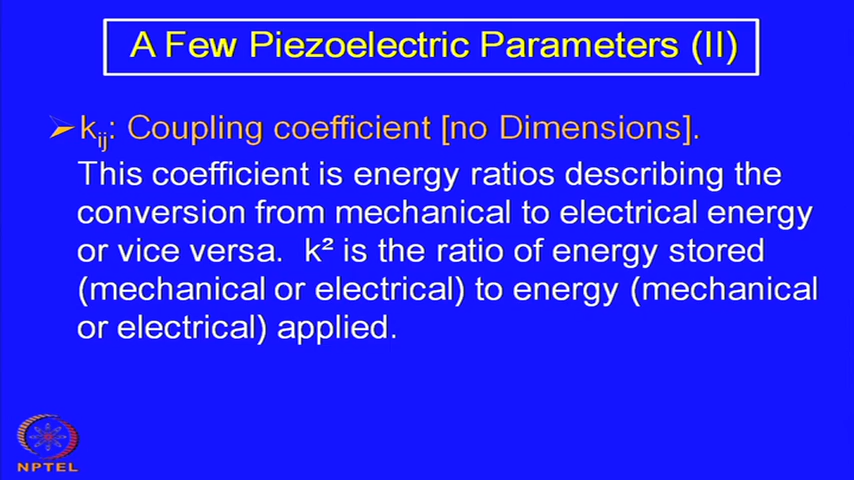 A Few Piezoelectric Parameters (II)
➢kij: Coupling coefficient [no Dimensions].
This coefficient is energy ratios describing the
conversion from mechanical to electrical energy
or vice versa. k² is the ratio of energy stored
(mechanical or electrical) to energy (mechanical
or electrical) applied.
NPTEL